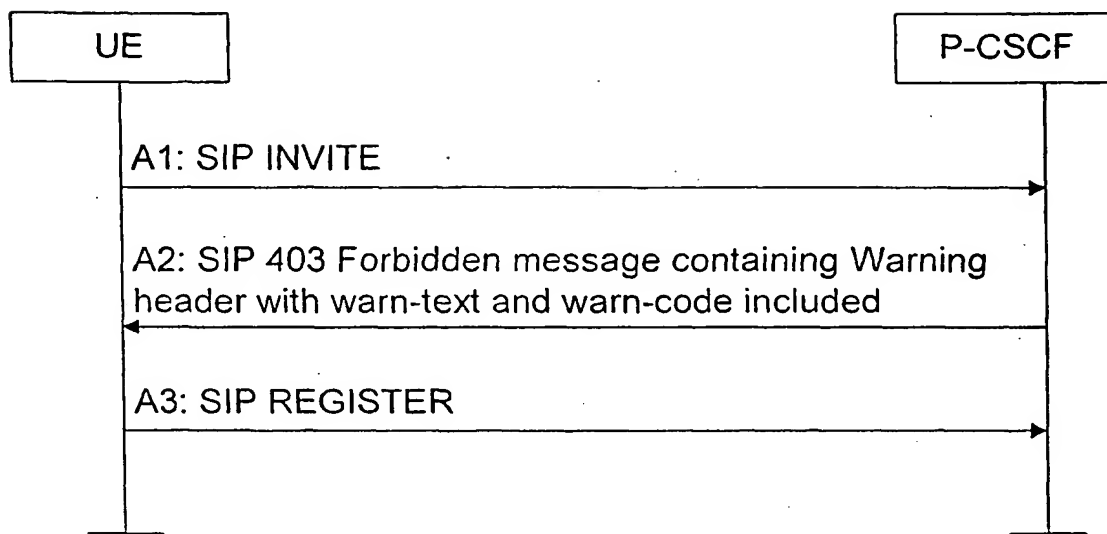 UE
P-CSCF
A1: SIP INVITE
A2: SIP 403 Forbidden message containing Warning
header with warn-text and warn-code included
A3: SIP REGISTER